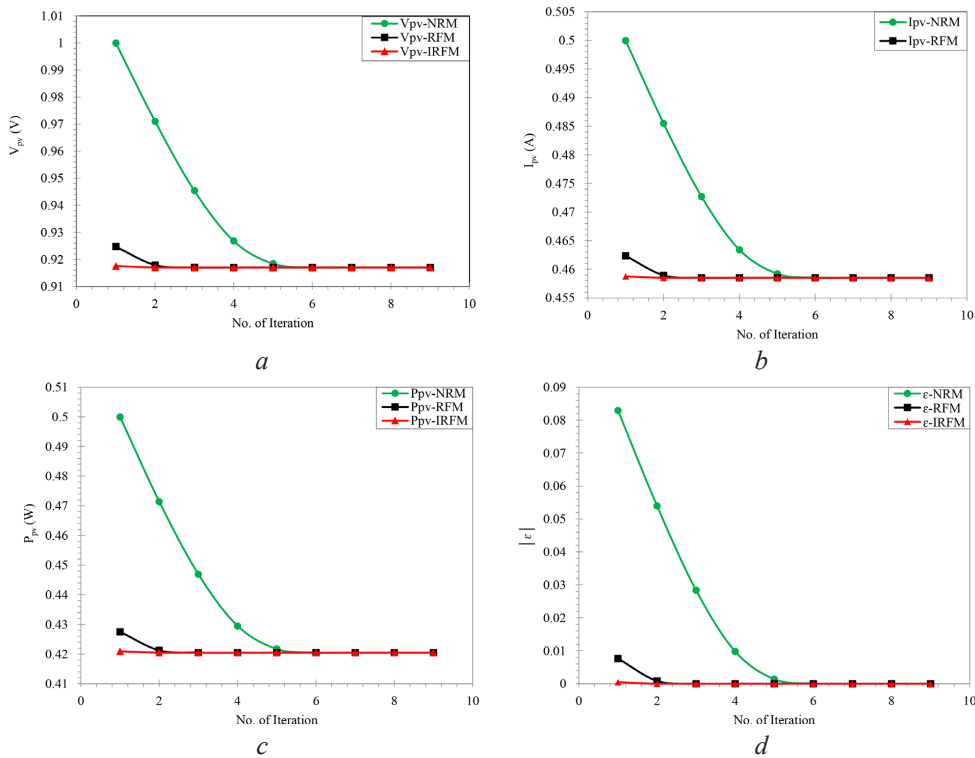 1.01
1
0.99
0.98
0.97
0.96
0.95
0.94
0.93
0.92
0.91
V_pv (V)
0 2 4 6 8 10
No. of Iteration
Vpv-NRM
Vpv-RFM
Vpv-IRFM
a
0.505
0.5
0.495
0.49
0.485
0.48
0.475
0.47
0.465
0.46
0.455
I_pv (A)
0 2 4 6 8 10
No. of Iteration
Ipv-NRM
Ipv-RFM
b
0.51
0.5
0.49
0.48
0.47
0.46
0.45
0.44
0.43
0.42
0.41
P_pv (W)
0 2 4 6 8 10
No. of Iteration
Ppv-NRM
Ppv-RFM
Ppv-IRFM
c
0.09
0.08
0.07
0.06
0.05
0.04
0.03
0.02
0.01
0
| ε |
0 2 4 6 8 10
No. of Iteration
ε-NRM
ε-RFM
ε-IRFM
d